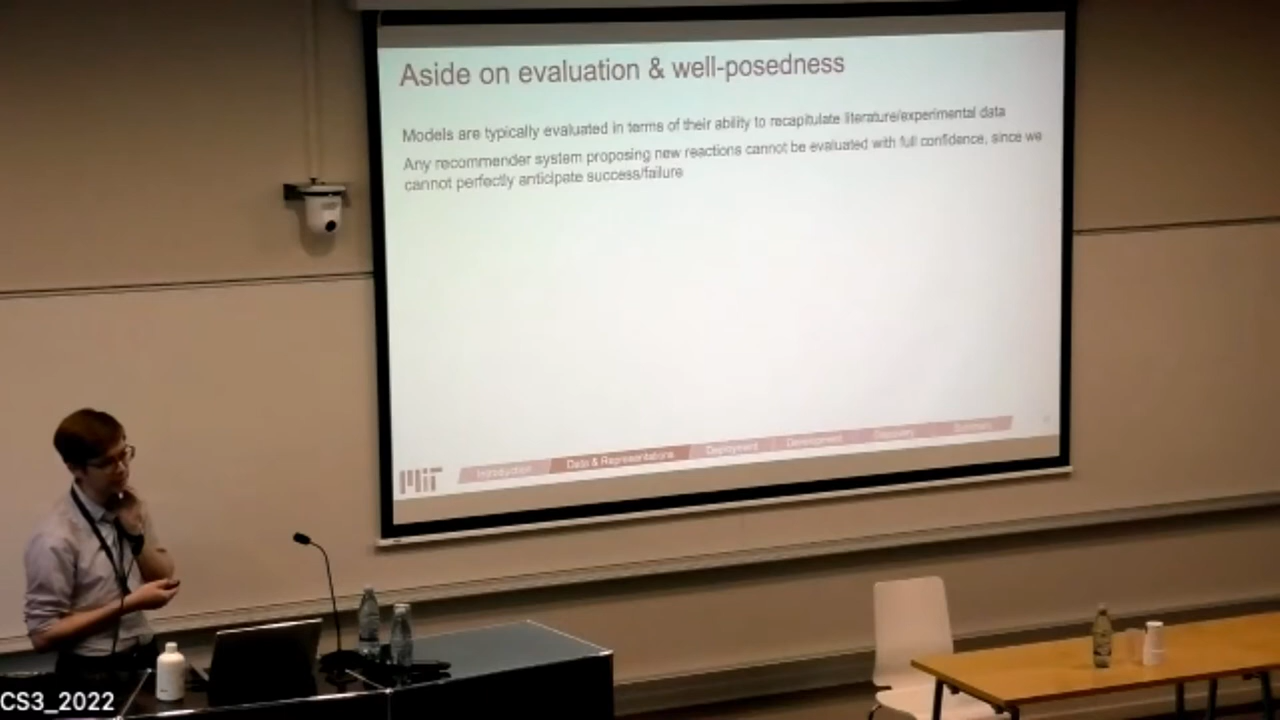 Aside on evaluation & well-posedness
Models are typically evaluated in terms of their ability to recapitulate literature/experimental data
Any recommender system proposing new reactions cannot be evaluated with full confidence, since we
cannot perfectly anticipate success/failure
MIT Introduction Data & Representations Deployment Development Discovery Summary
CS3_2022